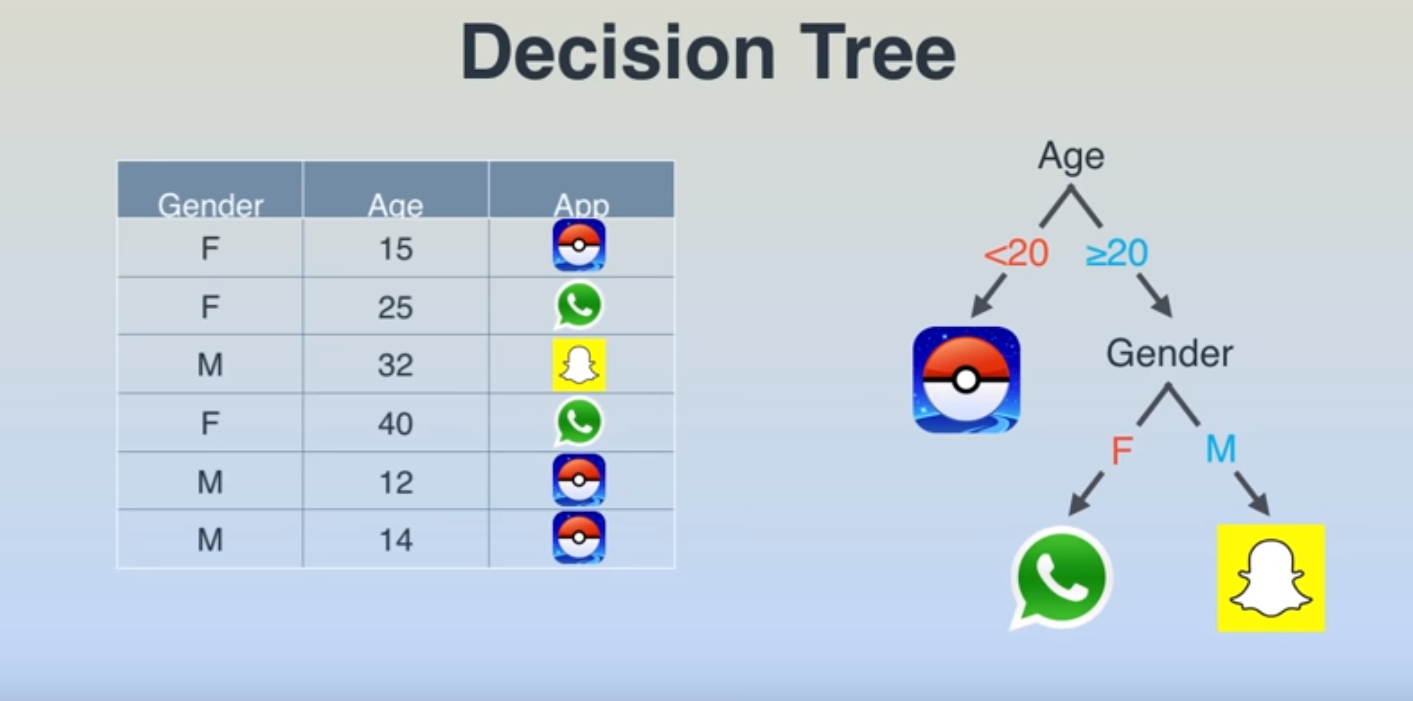 Decision Tree
Gender Age App
F 15
F 25
M 32
F 40
M 12
M 14
Age
<20 ≥20
Gender
F M